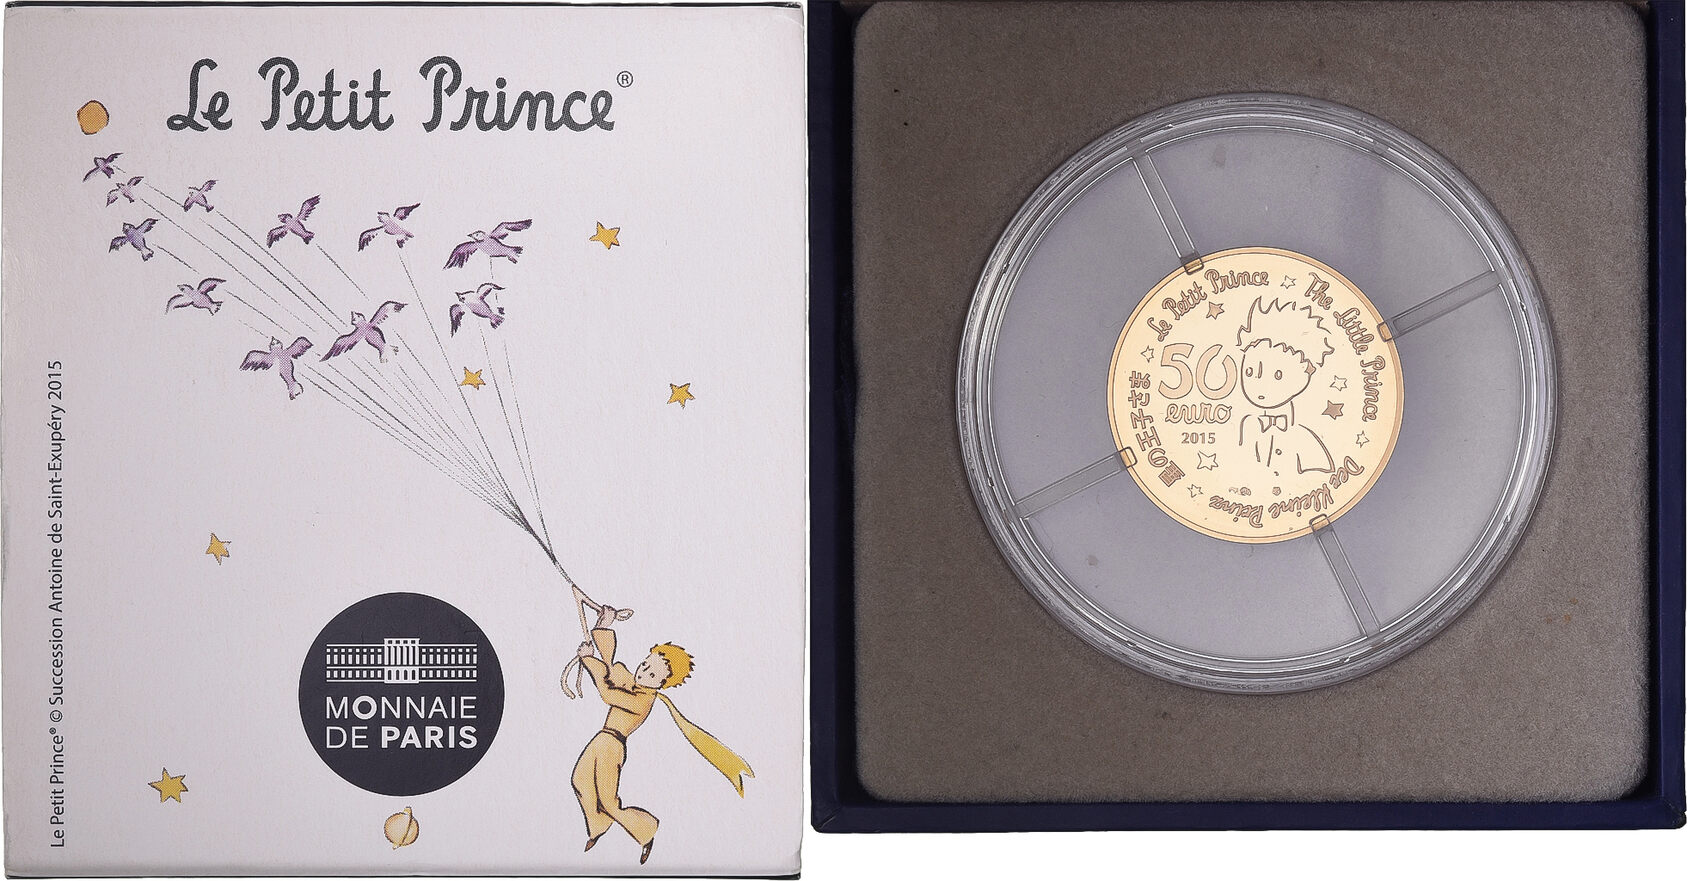 Le Petit Prince®
Le Petit Prince® © Succession Antoine de Saint-Exupéry 2015
MONNAIE
DE PARIS
Le Petit Prince
The Little Prince
Der Kleine Prinz
星の王子さま
50
euro
2015